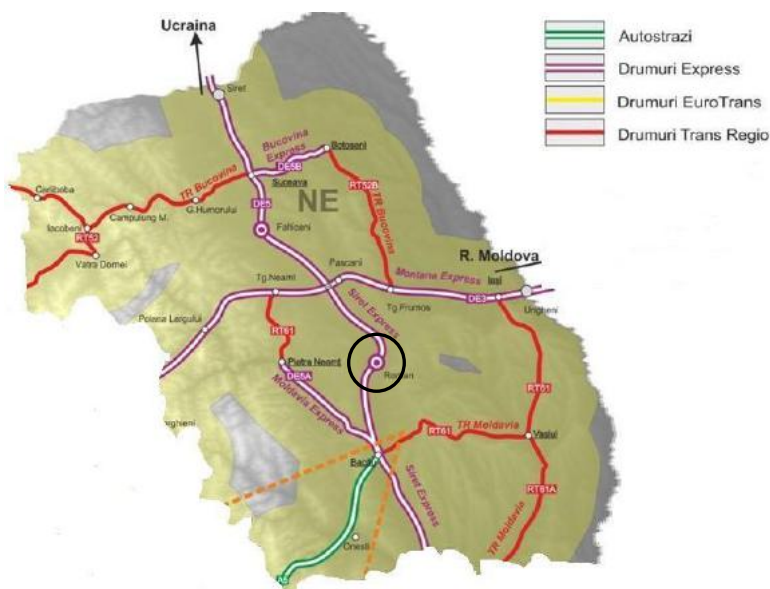 Ucraina
Siret
Autostrazi
Drumuri Express
Drumuri EuroTrans
Drumuri Trans Regio
Bucovina
Express
Botosani
DE5B
TR Bucovina
Suceava
RT52B
Carlibaba
Campulung M.
G.Humorului
DE5
NE
TR Bucovina
Iacobeni
RT52
Falticeni
Vatra Dornei
R. Moldova
Pascani
Montana Express
Iasi
Tg.Neamt
DE3
Tg.Frumos
Ungheni
Siret Express
Poiana Largului
RT61
Piatra Neamt
Roman
DE5A
RT61
Moldavia Express
TR Moldavia
RT61
Vaslui
Bacau
Siret Express
RT61A
TR Moldavia
Onesti
A5